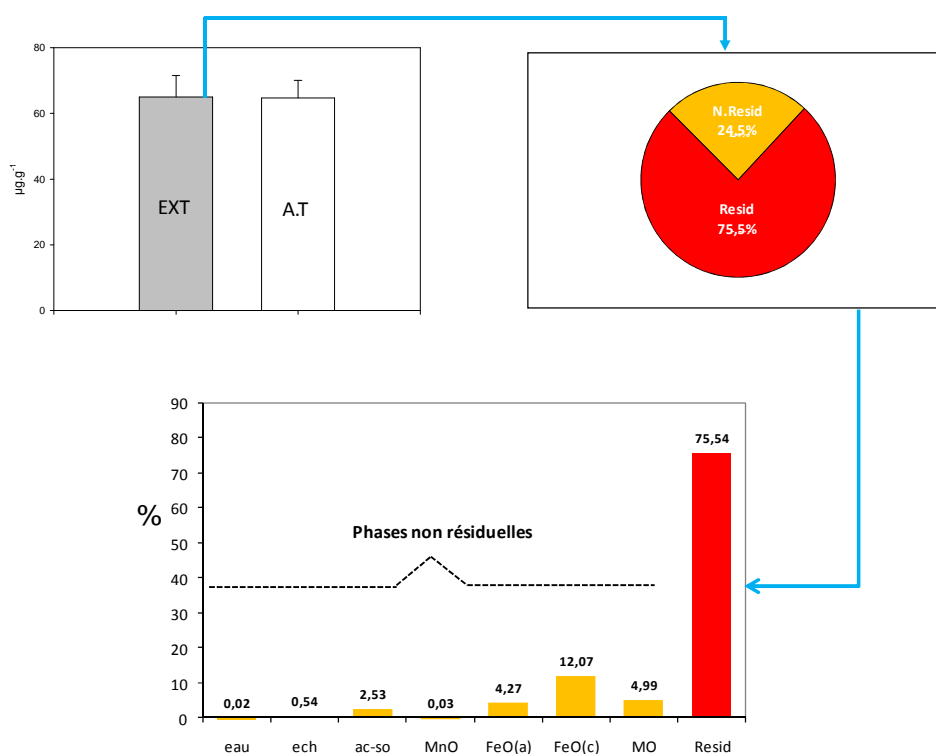 80
60
40
20
0
µg.g-1
EXT
A.T
N.Resid
24,5%
Resid
75,5%
90
80
70
60
50
40
30
20
10
0
%
Phases non résiduelles
0,02
0,54
2,53
0,03
4,27
12,07
4,99
75,54
eau
ech
ac-so
MnO
FeO(a)
FeO(c)
MO
Resid